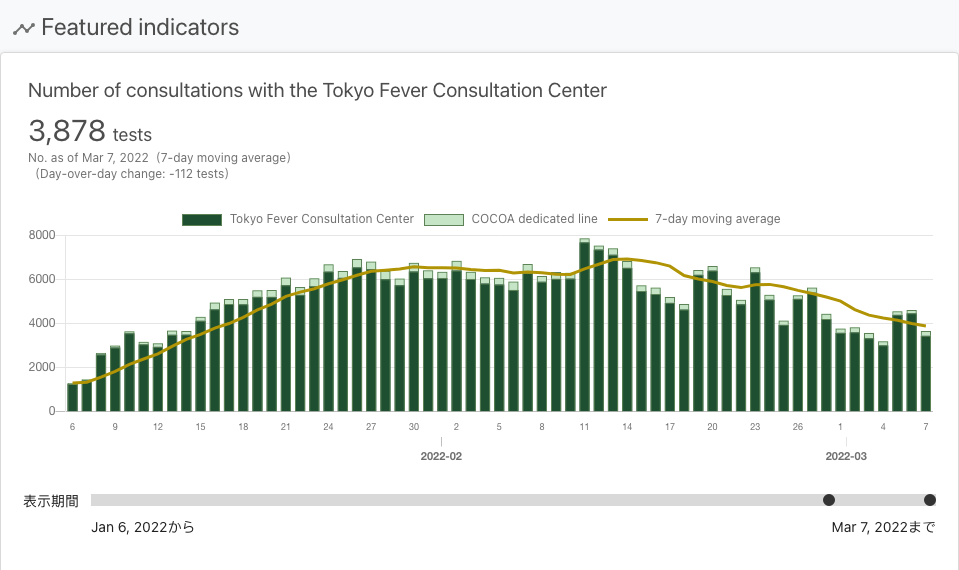 Featured indicators
Number of consultations with the Tokyo Fever Consultation Center
3,878 tests
No. as of Mar 7, 2022 (7-day moving average)
(Day-over-day change: -112 tests)
Tokyo Fever Consultation Center COCOA dedicated line 7-day moving average
8000
6000
4000
2000
0
6 9 12 15 18 21 24 27 30 2 5 8 11 14 17 20 23 26 1 4 7
2022-02 2022-03
表示期間
Jan 6, 2022から Mar 7, 2022まで